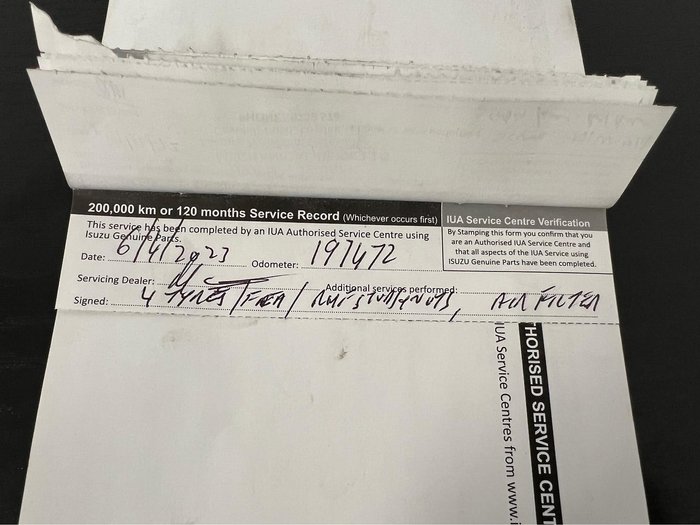 200,000 km or 120 months Service Record (Whichever occurs first)
This service has been completed by an IUA Authorised Service Centre using
Isuzu Genuine Parts.
Date: 6/4/2023 Odometer: 197472
Servicing Dealer: Additional services performed:
Signed: 4 TYRES / / , AIR FILTER
IUA Service Centre Verification
By Stamping this form you confirm that you
are an Authorised IUA Service Centre and
that all aspects of the IUA Service using
ISUZU Genuine Parts have been completed.
HORISED SERVICE CENT
IUA Service Centres from www.i